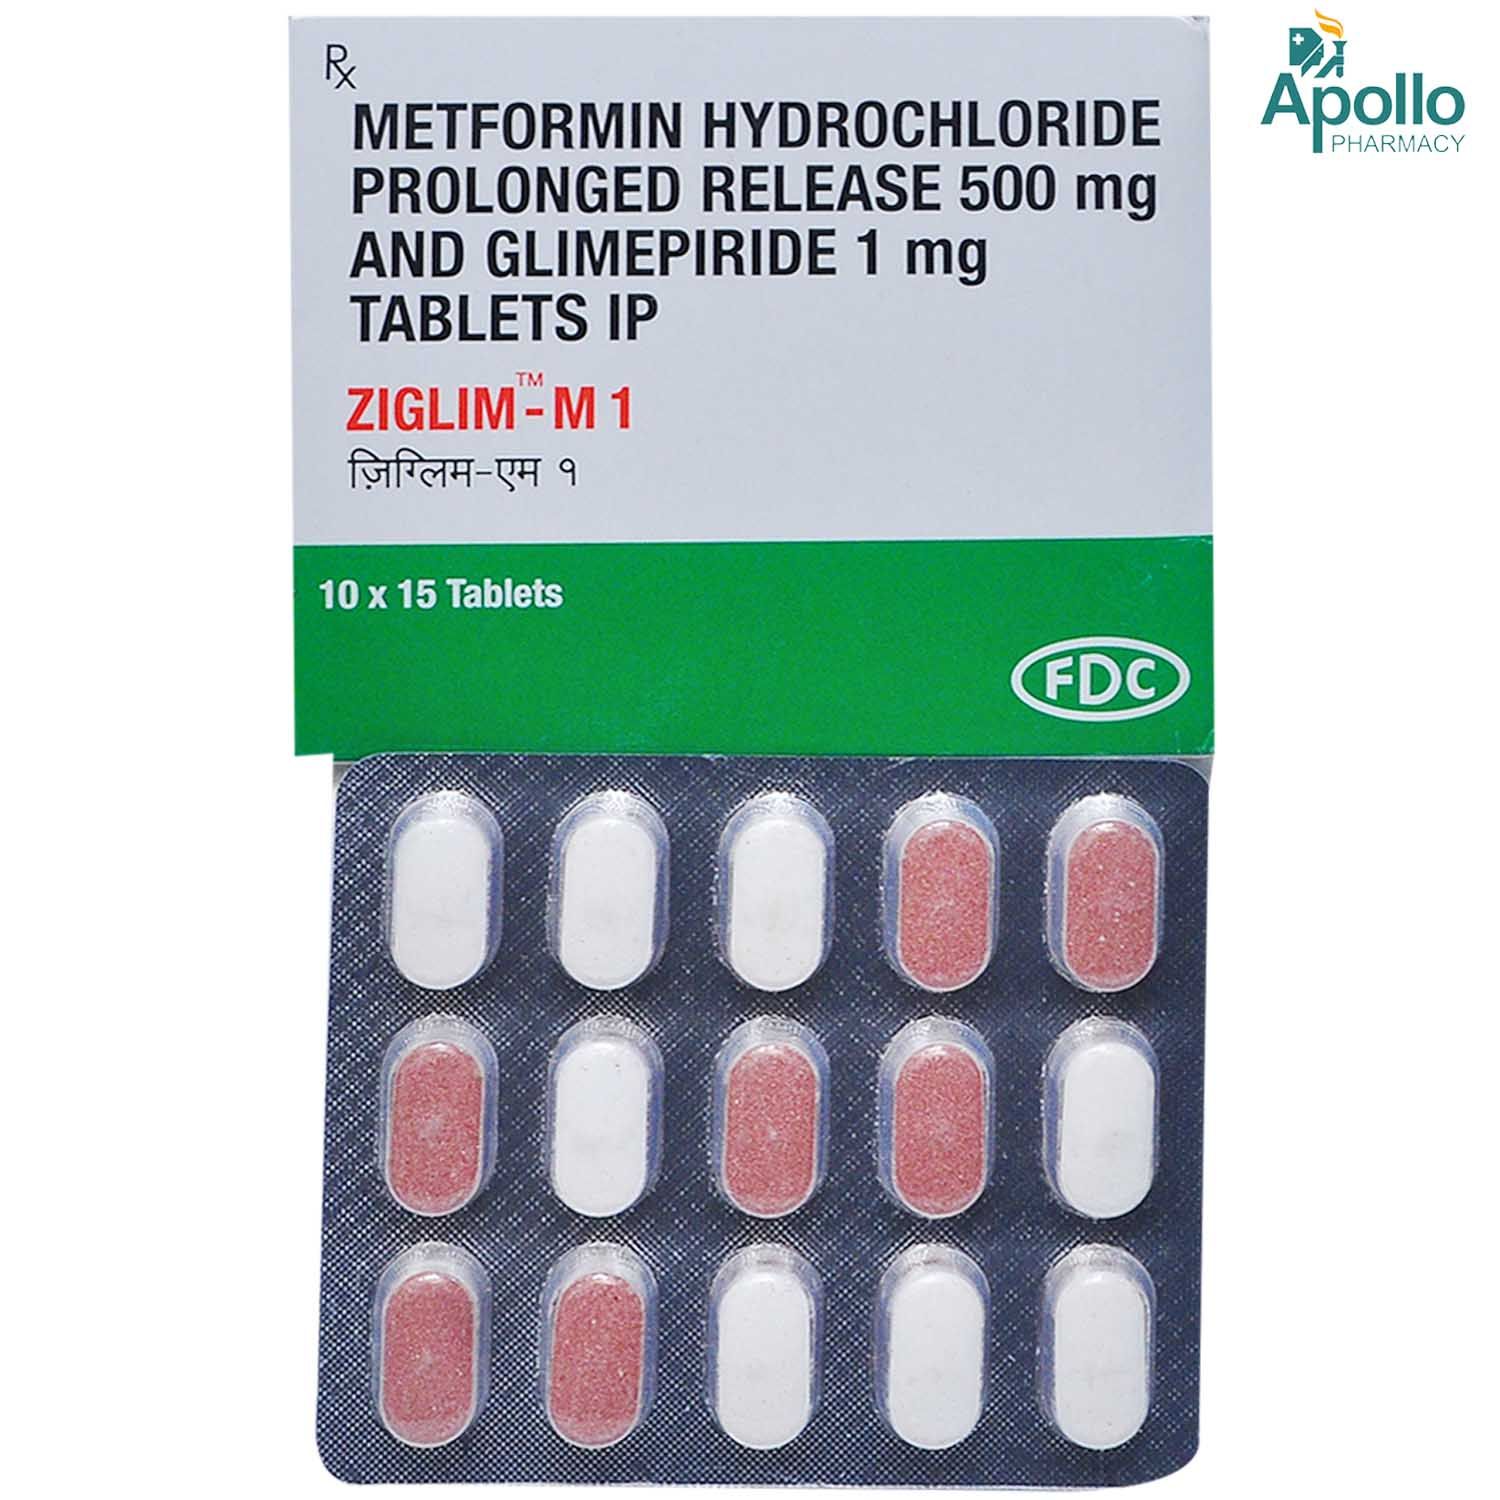 Rx
METFORMIN HYDROCHLORIDE
PROLONGED RELEASE 500 mg
AND GLIMEPIRIDE 1 mg
TABLETS IP
ZIGLIM™-M 1
ज़िग्लिम-एम १
10 x 15 Tablets
FDC
Apollo
PHARMACY